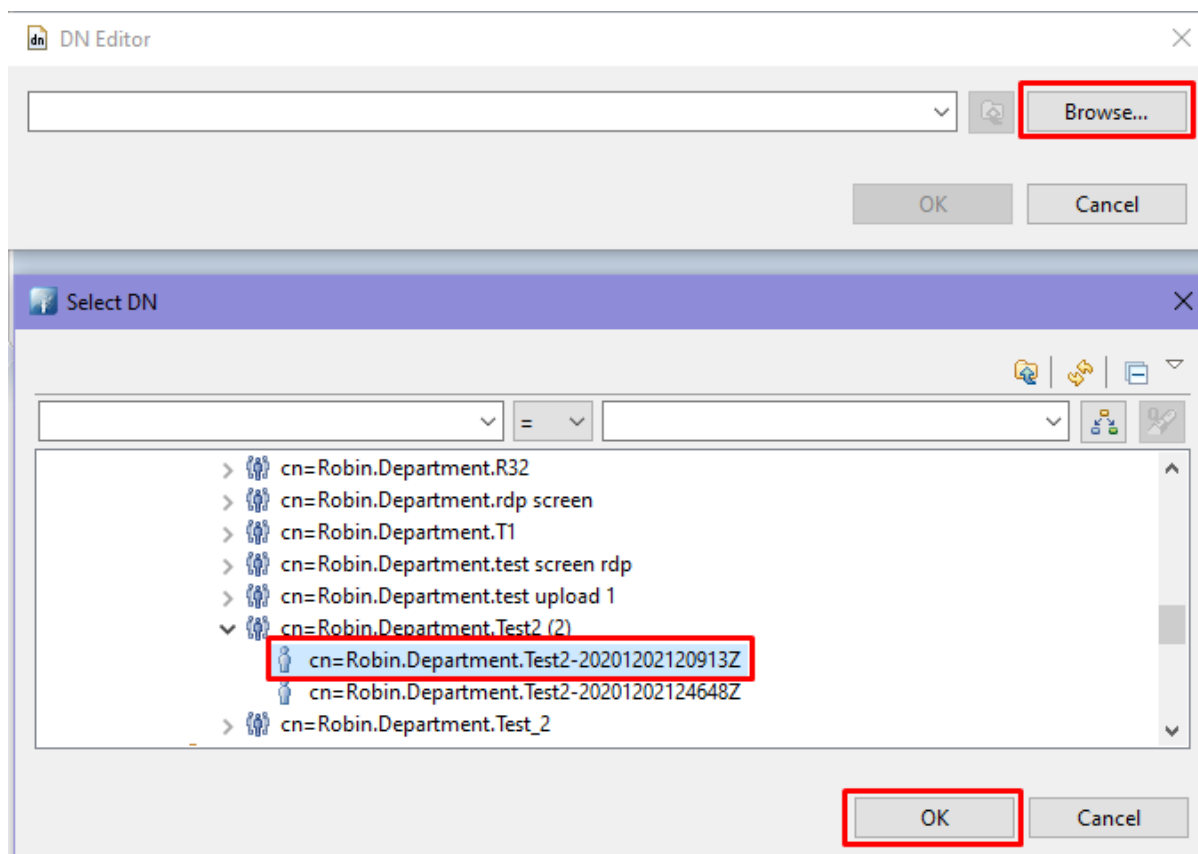 DN Editor
Browse...
OK Cancel
Select DN
=
cn=Robin.Department.R32
cn=Robin.Department.rdp screen
cn=Robin.Department.T1
cn=Robin.Department.test screen rdp
cn=Robin.Department.test upload 1
cn=Robin.Department.Test2 (2)
cn=Robin.Department.Test2-20201202120913Z
cn=Robin.Department.Test2-20201202124648Z
cn=Robin.Department.Test_2
OK Cancel